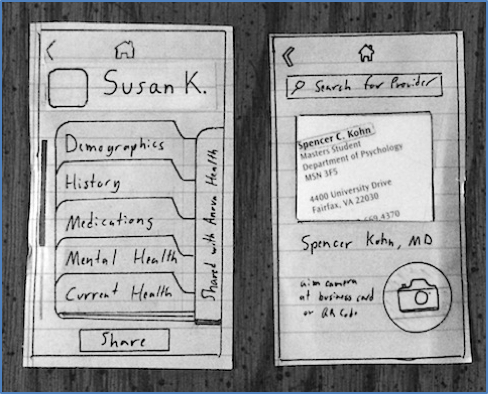 Susan K.
Demographics
History
Medications
Mental Health
Current Health
Shared with Anrva Health
Share
Search for Provider
Spencer C. Kohn
Masters Student
Department of Psychology
MSN 3F5
4400 University Drive
Fairfax, VA 22030
669.4370
Spencer Kohn, MD
aim camera
at business card
or QR Code